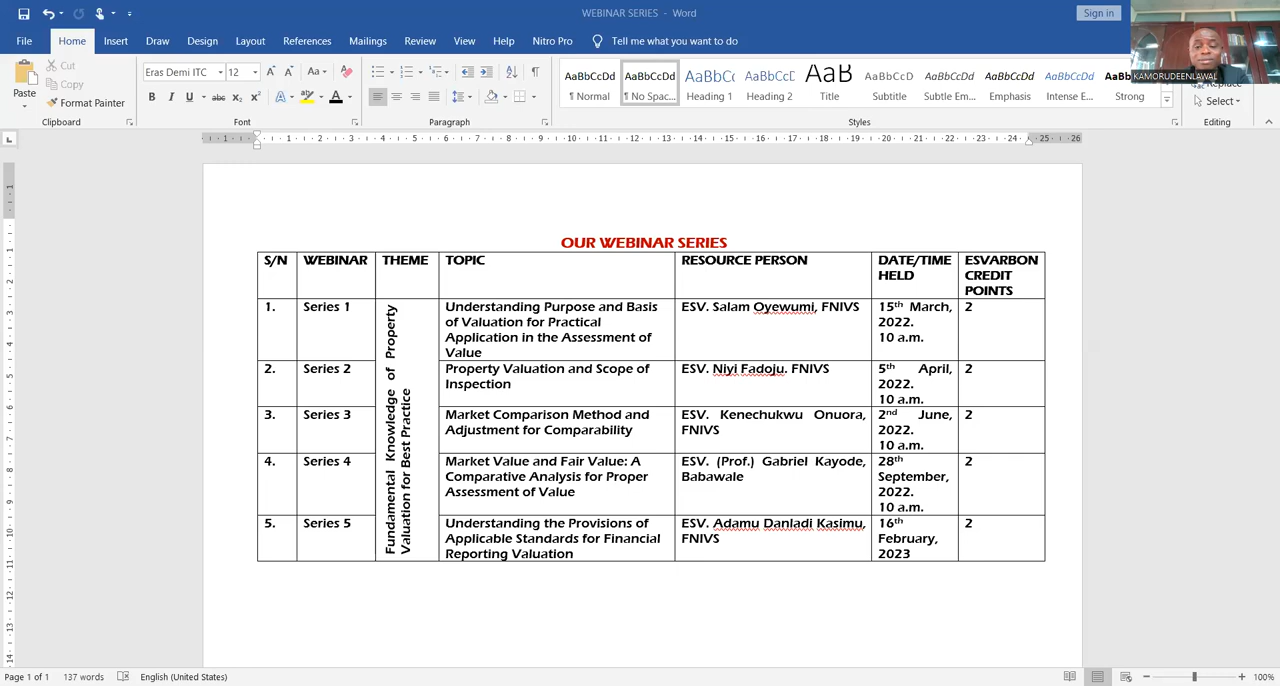 WEBINAR SERIES - Word
Sign in
File Home Insert Draw Design Layout References Mailings Review View Help Nitro Pro Tell me what you want to do
KAMORUDEENLAWAL
Paste
Cut
Copy
Format Painter
Clipboard
Eras Demi ITC 12
Font
Paragraph
AaBbCcDd ¶ Normal
AaBbCcDd ¶ No Spac...
AaBbCc Heading 1
AaBbCcC Heading 2
AaB Title
AaBbCcD Subtitle
AaBbCcDd Subtle Em...
AaBbCcDd Emphasis
AaBbCcDd Intense E...
Strong
Styles
Replace
Select
Editing
OUR WEBINAR SERIES
S/N WEBINAR THEME TOPIC RESOURCE PERSON DATE/TIME HELD ESVARBON CREDIT POINTS
Fundamental Knowledge of Property
Valuation for Best Practice
1. Series 1
Understanding Purpose and Basis
of Valuation for Practical
Application in the Assessment of
Value
ESV. Salam Oyewumi, FNIVS
15th March,
2022.
10 a.m.
2
2. Series 2
Property Valuation and Scope of
Inspection
ESV. Niyi Fadoju. FNIVS
5th April,
2022.
10 a.m.
2
3. Series 3
Market Comparison Method and
Adjustment for Comparability
ESV. Kenechukwu Onuora,
FNIVS
2nd June,
2022.
10 a.m.
2
4. Series 4
Market Value and Fair Value: A
Comparative Analysis for Proper
Assessment of Value
ESV. (Prof.) Gabriel Kayode,
Babawale
28th
September,
2022.
10 a.m.
2
5. Series 5
Understanding the Provisions of
Applicable Standards for Financial
Reporting Valuation
ESV. Adamu Danladi Kasimu,
FNIVS
16th
February,
2023
2
Page 1 of 1 137 words English (United States) 100%